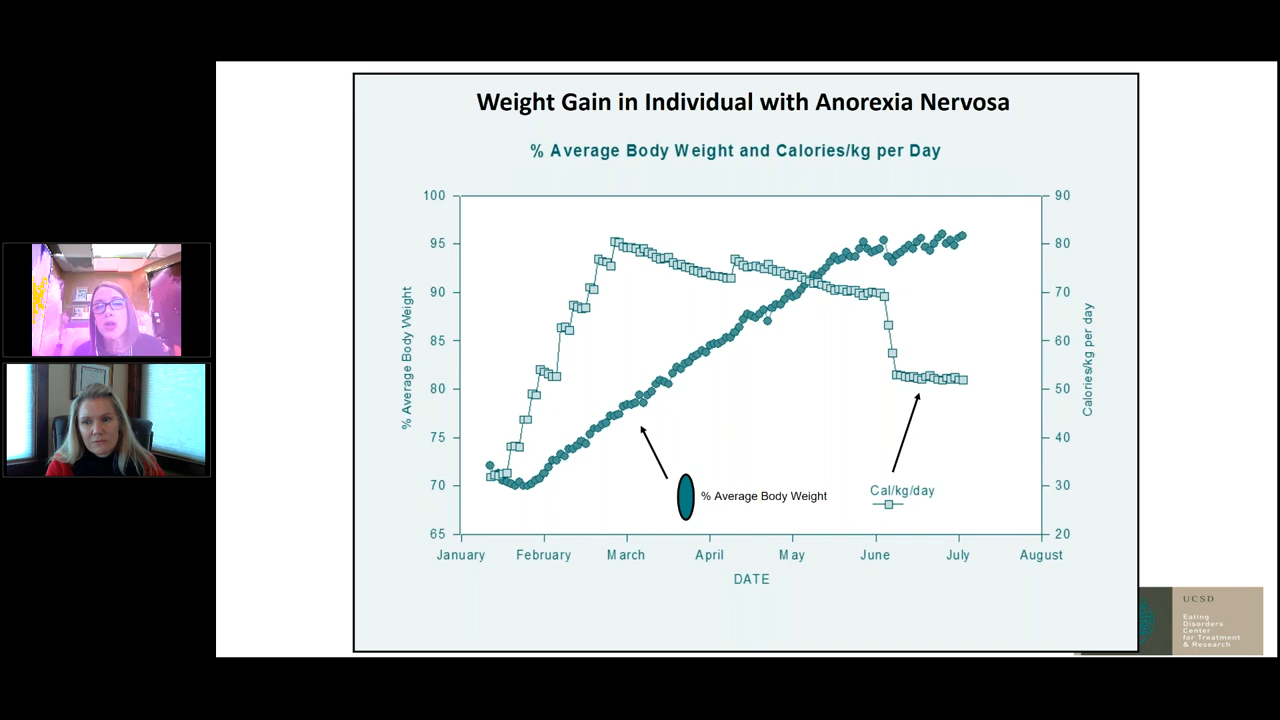 Weight Gain in Individual with Anorexia Nervosa
% Average Body Weight and Calories/kg per Day
100
95
90
85
80
75
70
65
% Average Body Weight
90
80
70
60
50
40
30
20
Calories/kg per day
% Average Body Weight
Cal/kg/day
January February March April May June July August
DATE
UCSD
Eating
Disorders
Center
for Treatment
& Research